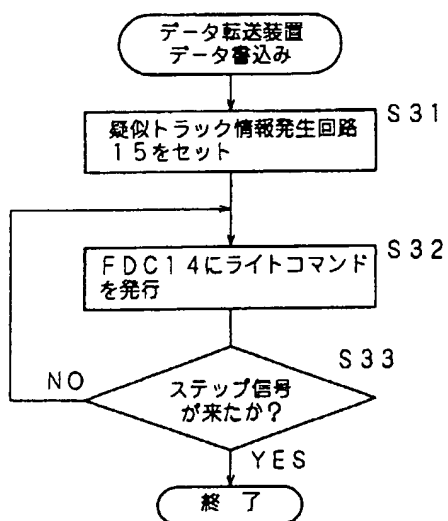 データ転送装置
データ書込み
S31
疑似トラック情報発生回路
15をセット
S32
FDC14にライトコマンド
を発行
S33
ステップ信号
が来たか?
NO
YES
終 了